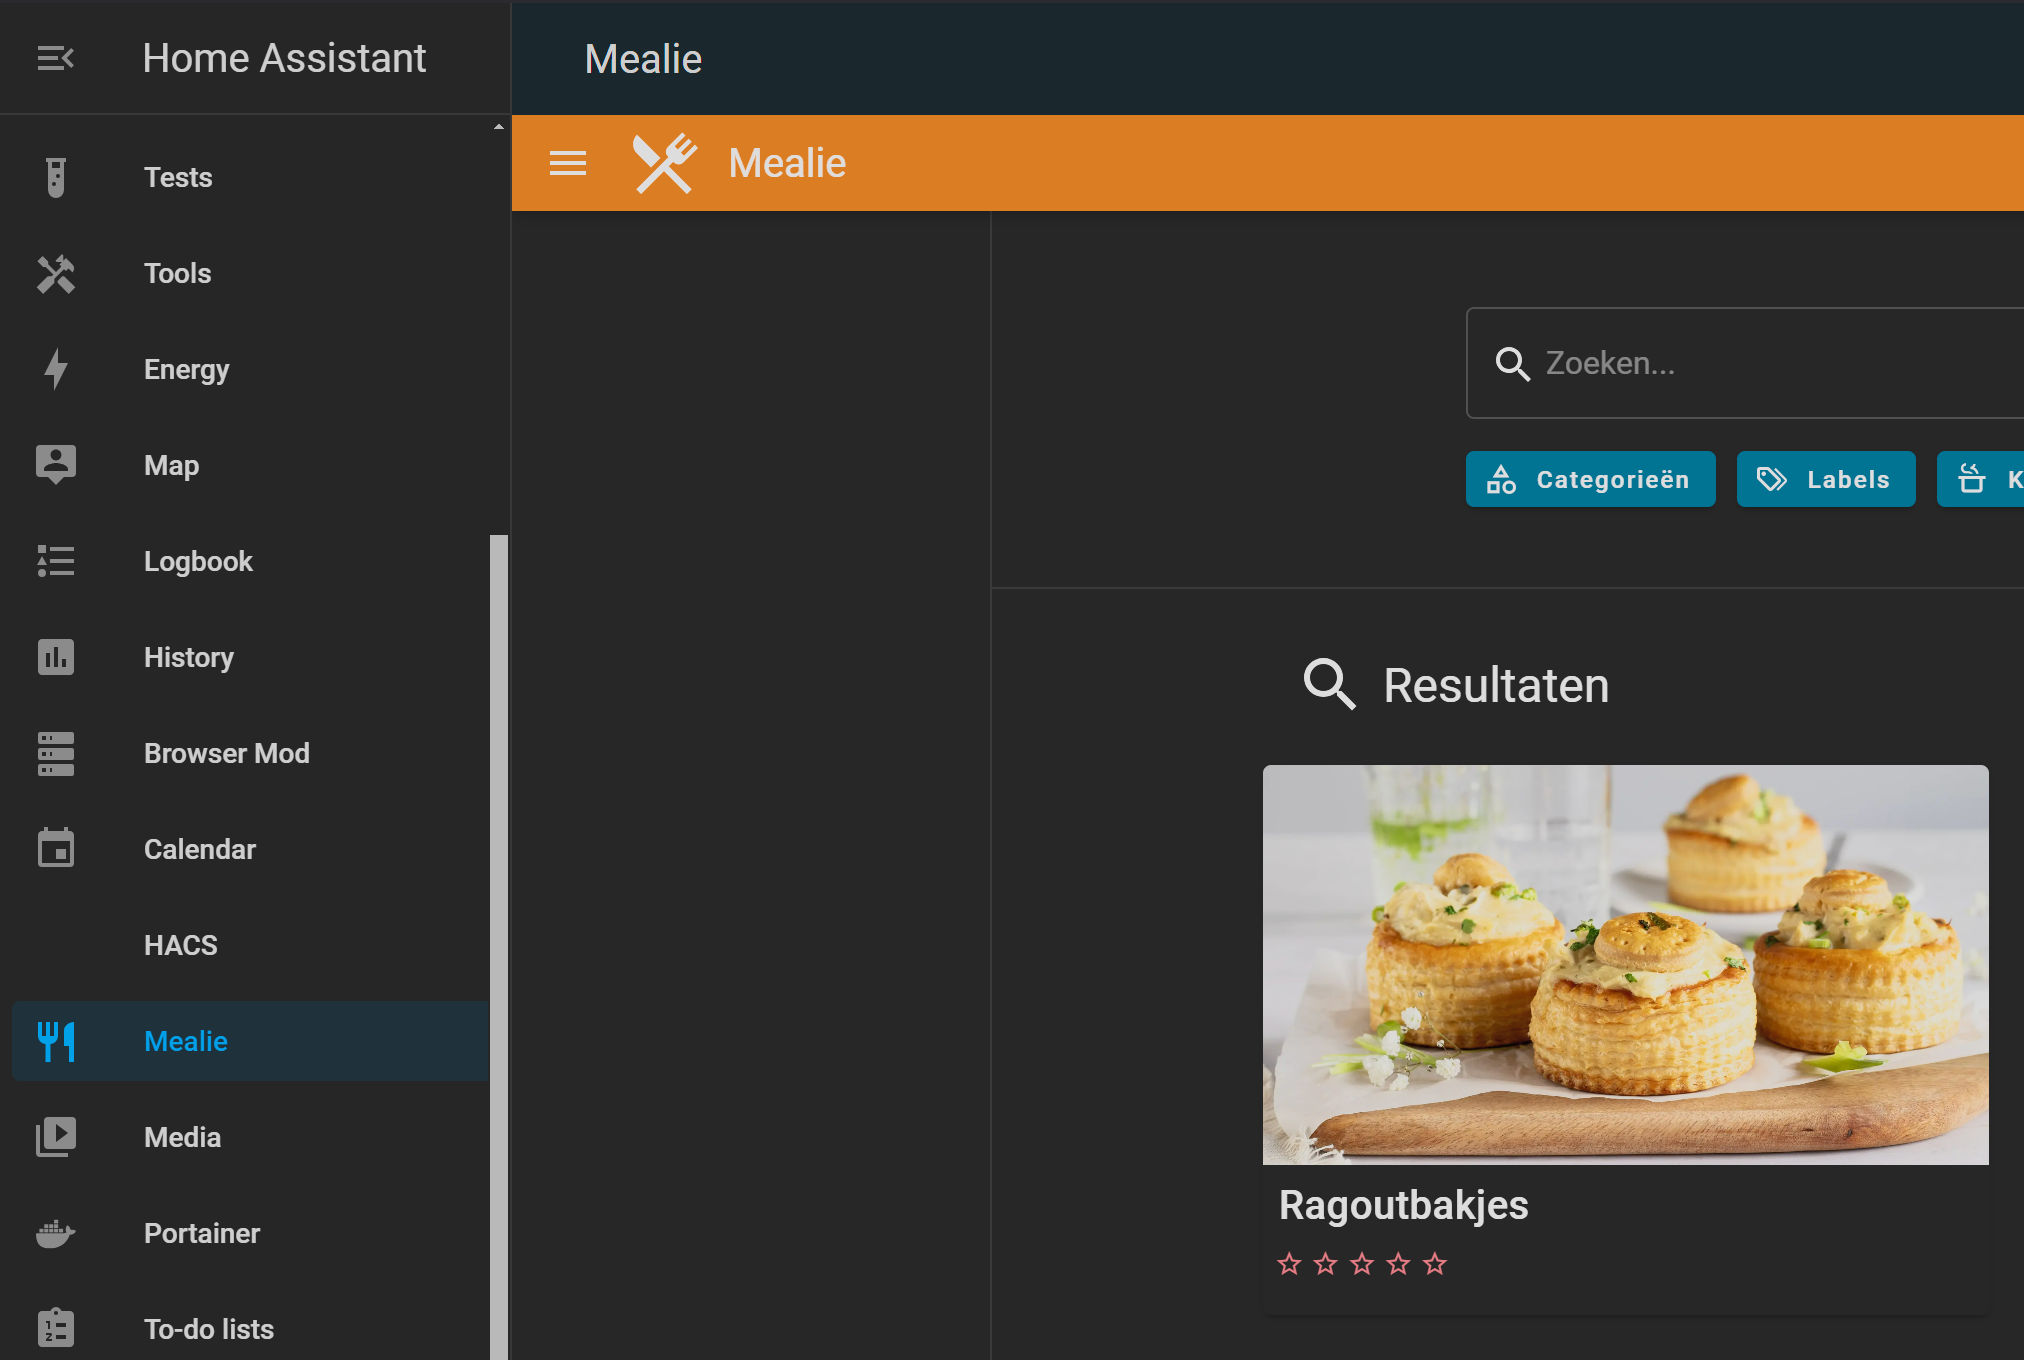 Home Assistant
Tests
Tools
Energy
Map
Logbook
History
Browser Mod
Calendar
HACS
Mealie
Media
Portainer
To-do lists
Mealie
Mealie
Zoeken...
Categorieën
Labels
K
Resultaten
Ragoutbakjes